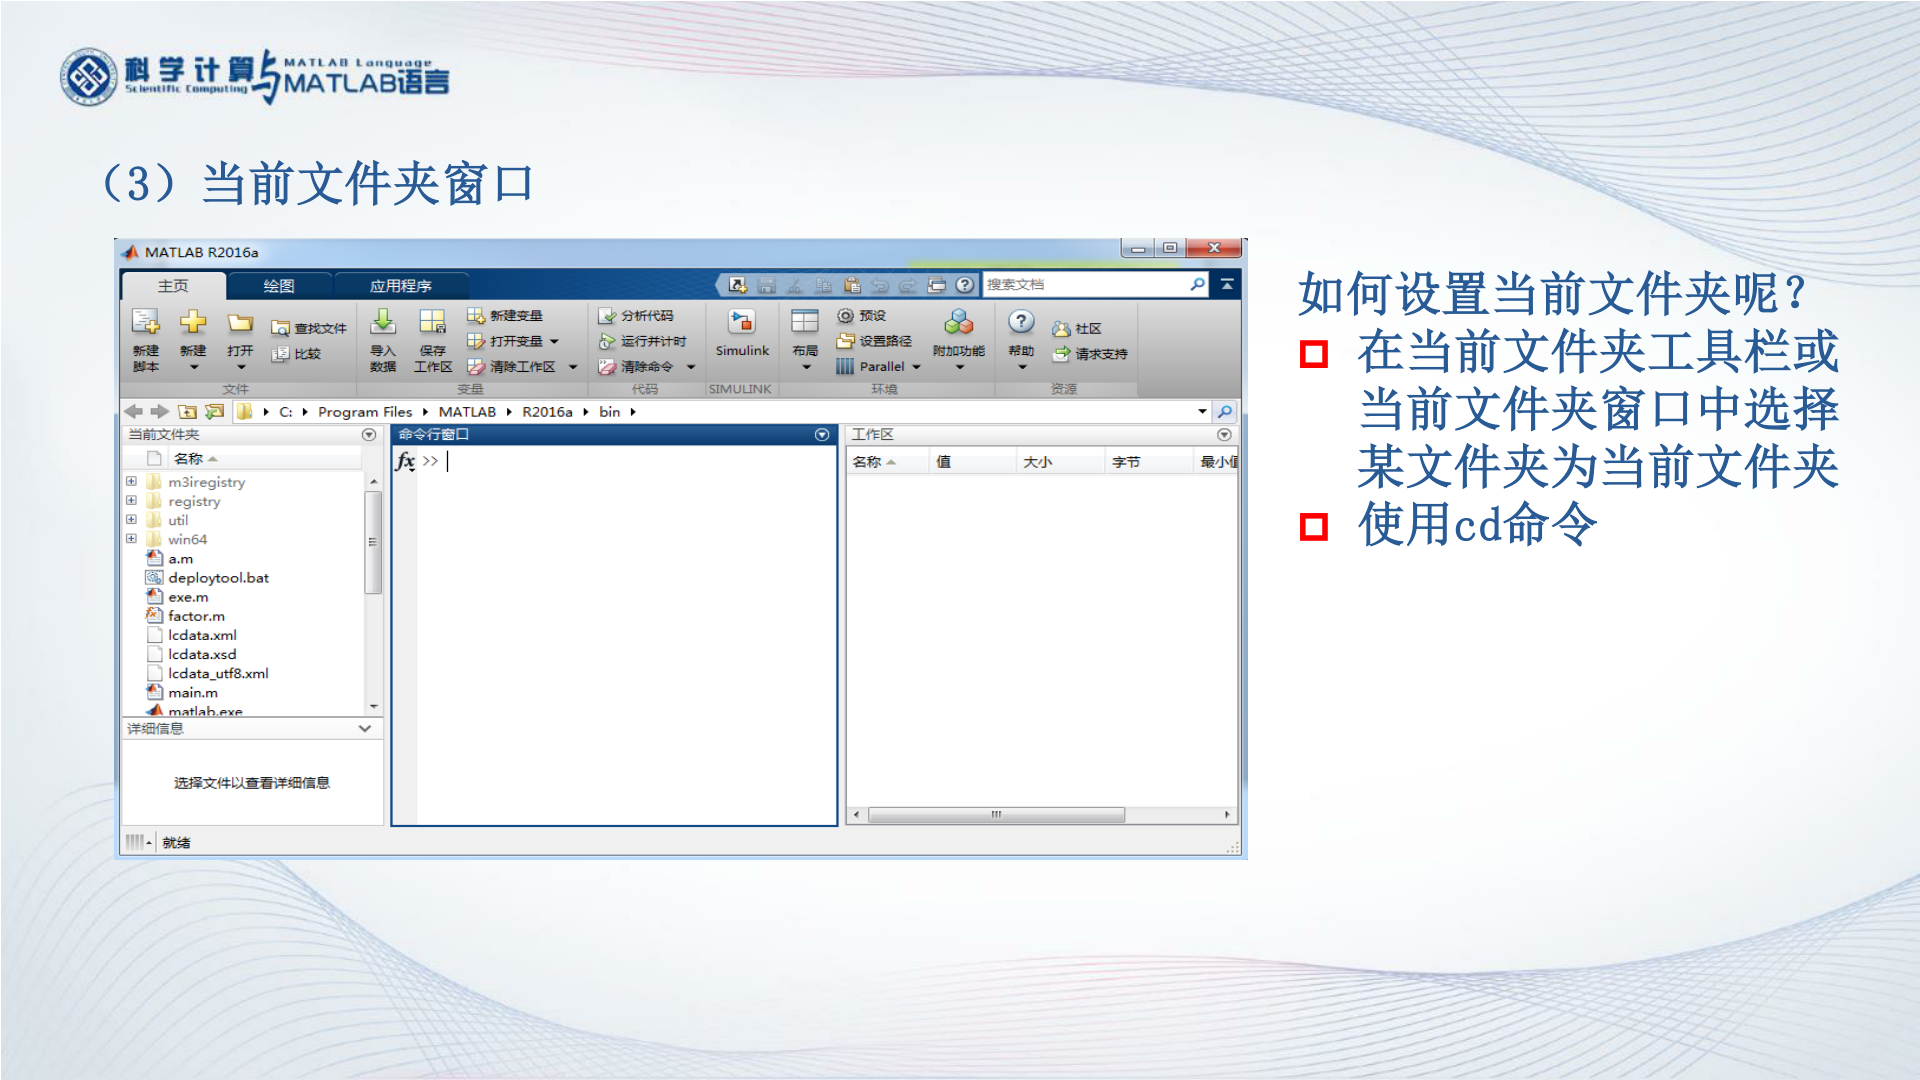 科学计算与MATLAB语言
Scientific Computing MATLAB Language
（3）当前文件夹窗口
MATLAB R2016a
主页 绘图 应用程序 搜索文档
新建脚本 新建 打开 查找文件 比较
导入数据 保存工作区 新建变量 打开变量 清除工作区
分析代码 运行并计时 清除命令
Simulink
布局 预设 设置路径 Parallel 附加功能
帮助 社区 请求支持
文件 变量 代码 SIMULINK 环境 资源
C: Program Files MATLAB R2016a bin
当前文件夹
名称
m3iregistry
registry
util
win64
a.m
deploytool.bat
exe.m
factor.m
lcdata.xml
lcdata.xsd
lcdata_utf8.xml
main.m
matlab.exe
详细信息
选择文件以查看详细信息
命令行窗口
fx >>
工作区
名称 值 大小 字节 最小值
就绪
如何设置当前文件夹呢？
在当前文件夹工具栏或
当前文件夹窗口中选择
某文件夹为当前文件夹
使用cd命令